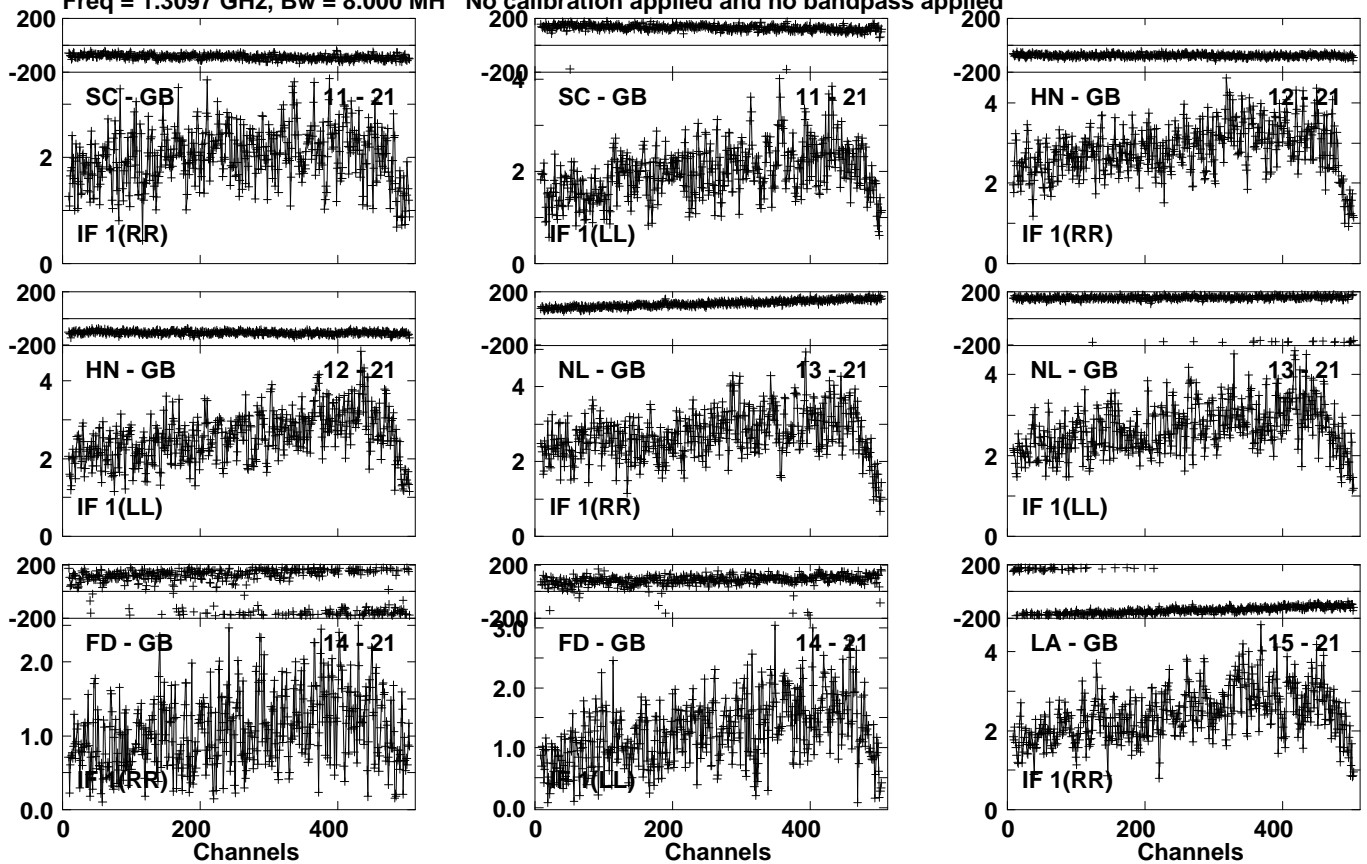 Freq = 1.3097 GHz, Bw = 8.000 MH No calibration applied and no bandpass applied
200 200 200
-200 -200 -200
SC - GB 11 - 21 4 SC - GB 11 - 21 HN - GB 12 - 21
4
2 2 2
IF 1(RR) IF 1(LL) IF 1(RR)
0 0 0
200 200 200
-200 -200 -200
HN - GB 12 - 21 NL - GB 13 - 21 NL - GB 13 - 21
4 4 4
2 2 2
IF 1(LL) IF 1(RR) IF 1(LL)
0 0 0
200 200 200
-200 -200 -200
FD - GB 14 - 21 3.0 FD - GB 14 - 21 LA - GB 15 - 21
2.0 2.0 4
1.0 1.0 2
IF 1(RR) IF 1(LL) IF 1(RR)
0.0 0.0 0
0 200 400 0 200 400 0 200 400
Channels Channels Channels